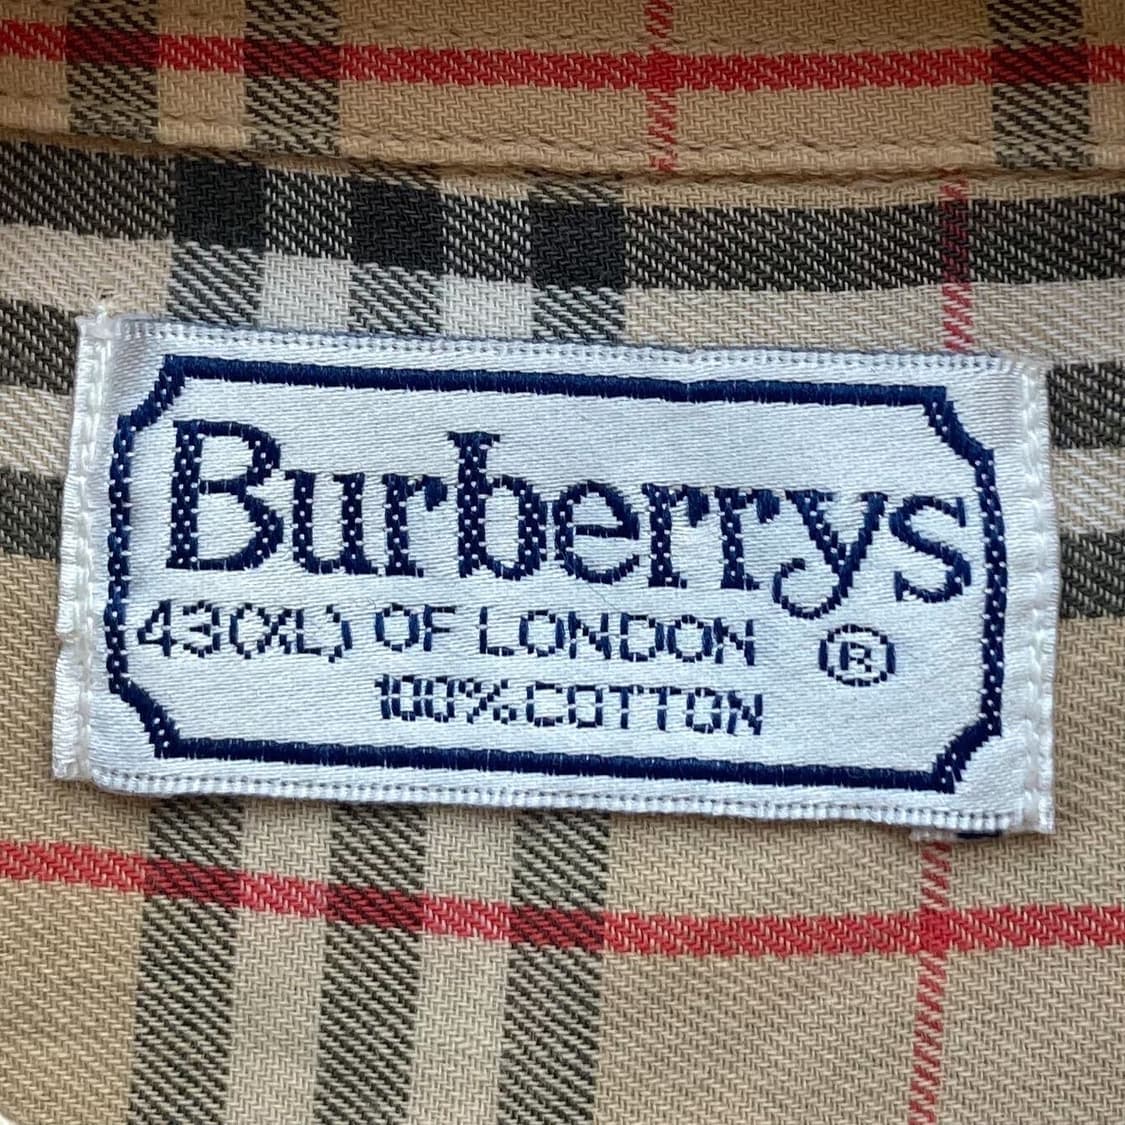 Burberrys
43(XL) OF LONDON ®
100% COTTON